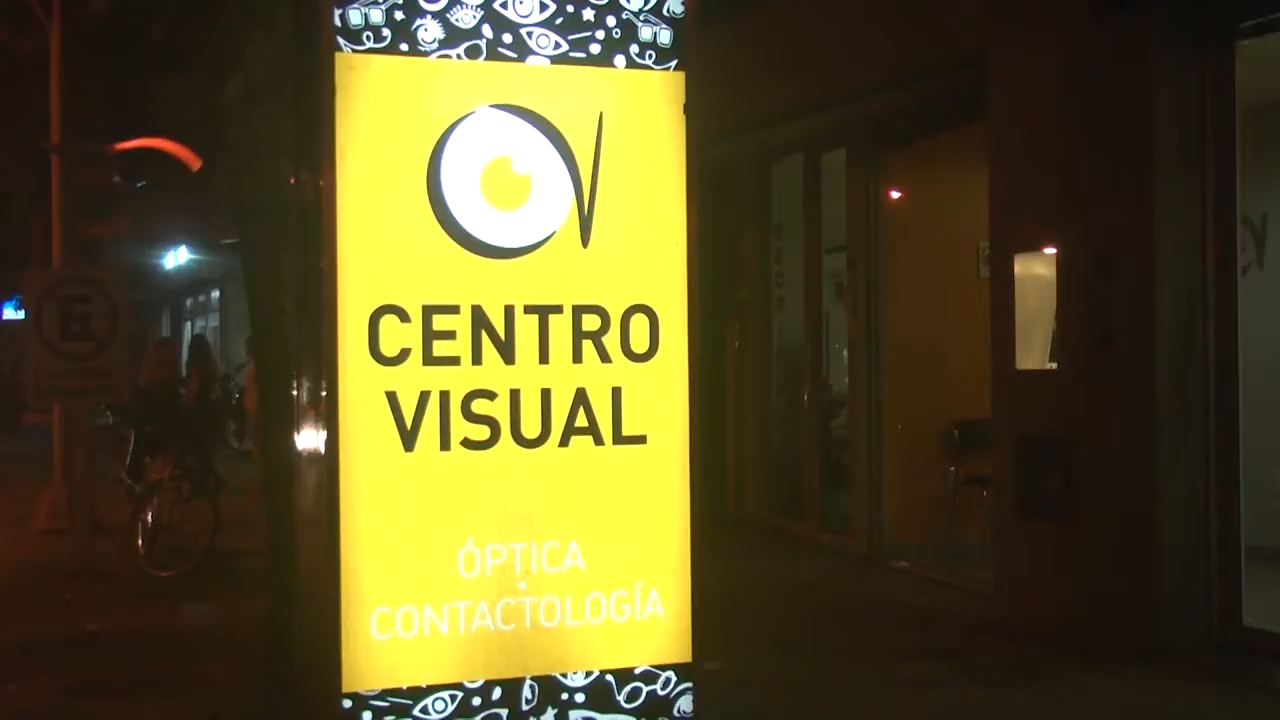 CENTRO
VISUAL
ÓPTICA
•
CONTACTOLOGÍA
E